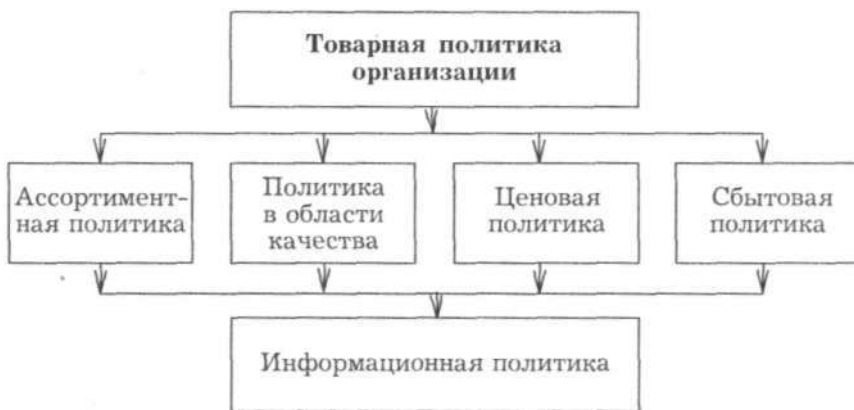 Товарная политика
организации
Ассортимент-
ная политика
Политика
в области
качества
Ценовая
политика
Сбытовая
политика
Информационная политика